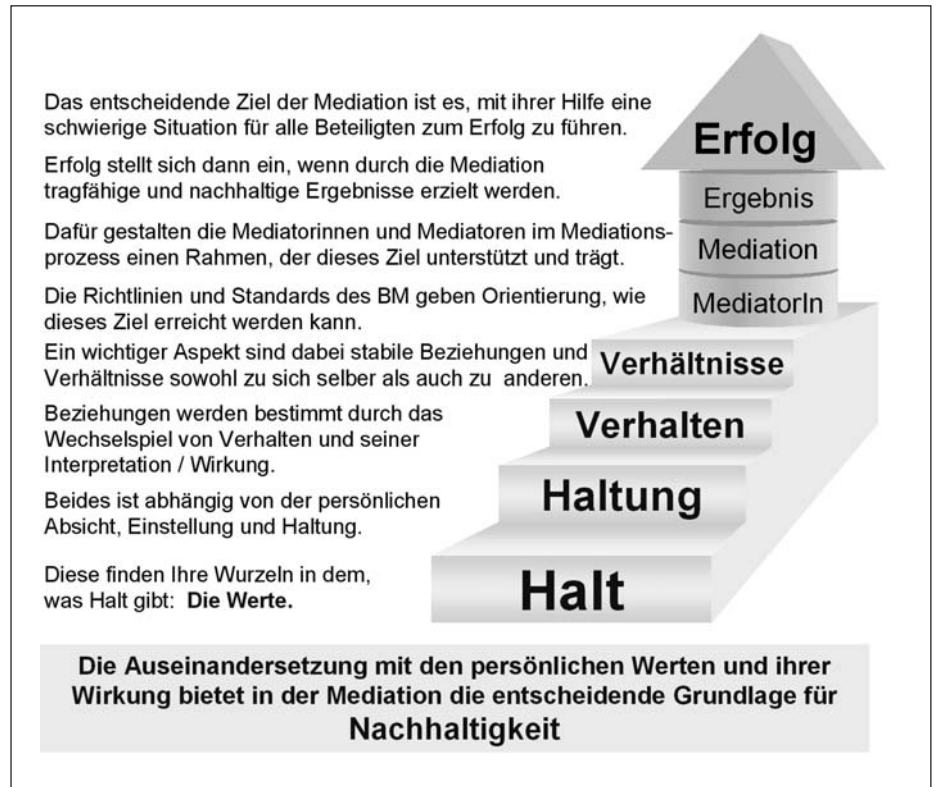 Das entscheidende Ziel der Mediation ist es, mit ihrer Hilfe eine
schwierige Situation für alle Beteiligten zum Erfolg zu führen.
Erfolg stellt sich dann ein, wenn durch die Mediation
tragfähige und nachhaltige Ergebnisse erzielt werden.
Dafür gestalten die Mediatorinnen und Mediatoren im Mediations-
prozess einen Rahmen, der dieses Ziel unterstützt und trägt.
Die Richtlinien und Standards des BM geben Orientierung, wie
dieses Ziel erreicht werden kann.
Ein wichtiger Aspekt sind dabei stabile Beziehungen und
Verhältnisse sowohl zu sich selber als auch zu anderen.
Beziehungen werden bestimmt durch das
Wechselspiel von Verhalten und seiner
Interpretation / Wirkung.
Beides ist abhängig von der persönlichen
Absicht, Einstellung und Haltung.
Diese finden Ihre Wurzeln in dem,
was Halt gibt: Die Werte.
Erfolg
Ergebnis
Mediation
MediatorIn
Verhältnisse
Verhalten
Haltung
Halt
Die Auseinandersetzung mit den persönlichen Werten und ihrer
Wirkung bietet in der Mediation die entscheidende Grundlage für
Nachhaltigkeit